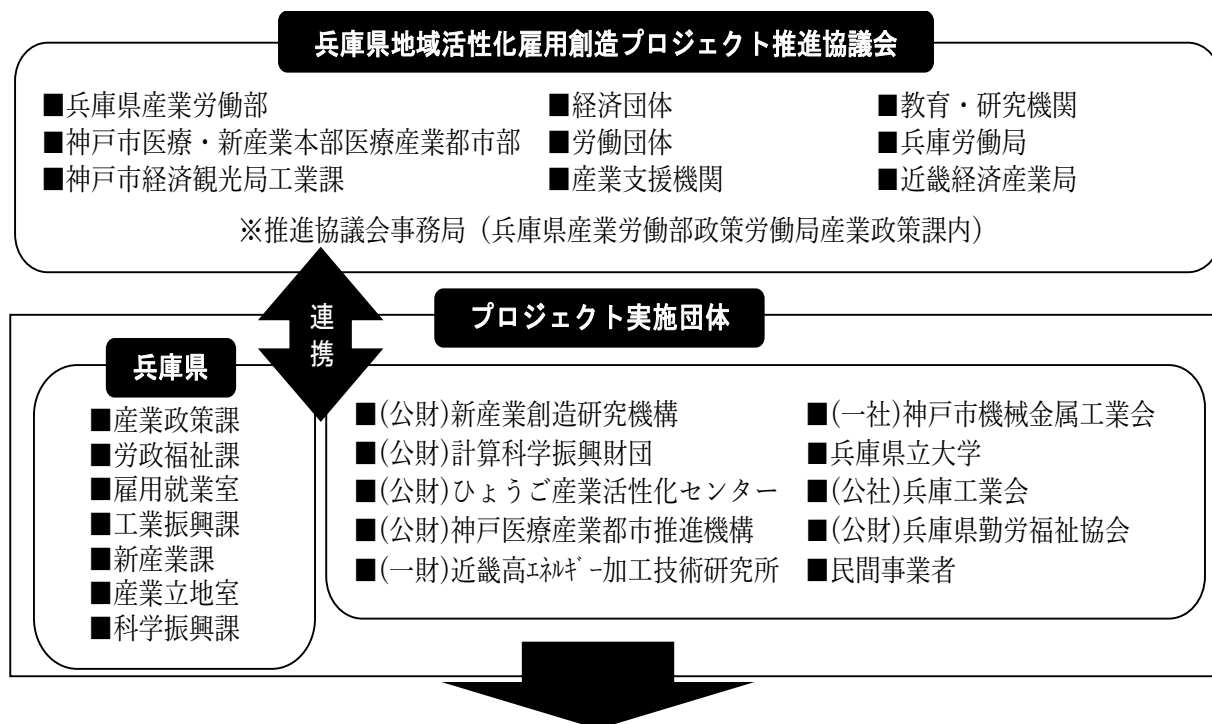 兵庫県地域活性化雇用創造プロジェクト推進協議会
■兵庫県産業労働部
■神戸市医療・新産業本部医療産業都市部
■神戸市経済観光局工業課
■経済団体
■労働団体
■産業支援機関
■教育・研究機関
■兵庫労働局
■近畿経済産業局
※推進協議会事務局（兵庫県産業労働部政策労働局産業政策課内）
連携
プロジェクト実施団体
兵庫県
■産業政策課
■労政福祉課
■雇用就業室
■工業振興課
■新産業課
■産業立地室
■科学振興課
■(公財)新産業創造研究機構
■(公財)計算科学振興財団
■(公財)ひょうご産業活性化センター
■(公財)神戸医療産業都市推進機構
■(一財)近畿高ｴﾈﾙｷﾞｰ加工技術研究所
■(一社)神戸市機械金属工業会
■兵庫県立大学
■(公社)兵庫工業会
■(公財)兵庫県勤労福祉協会
■民間事業者